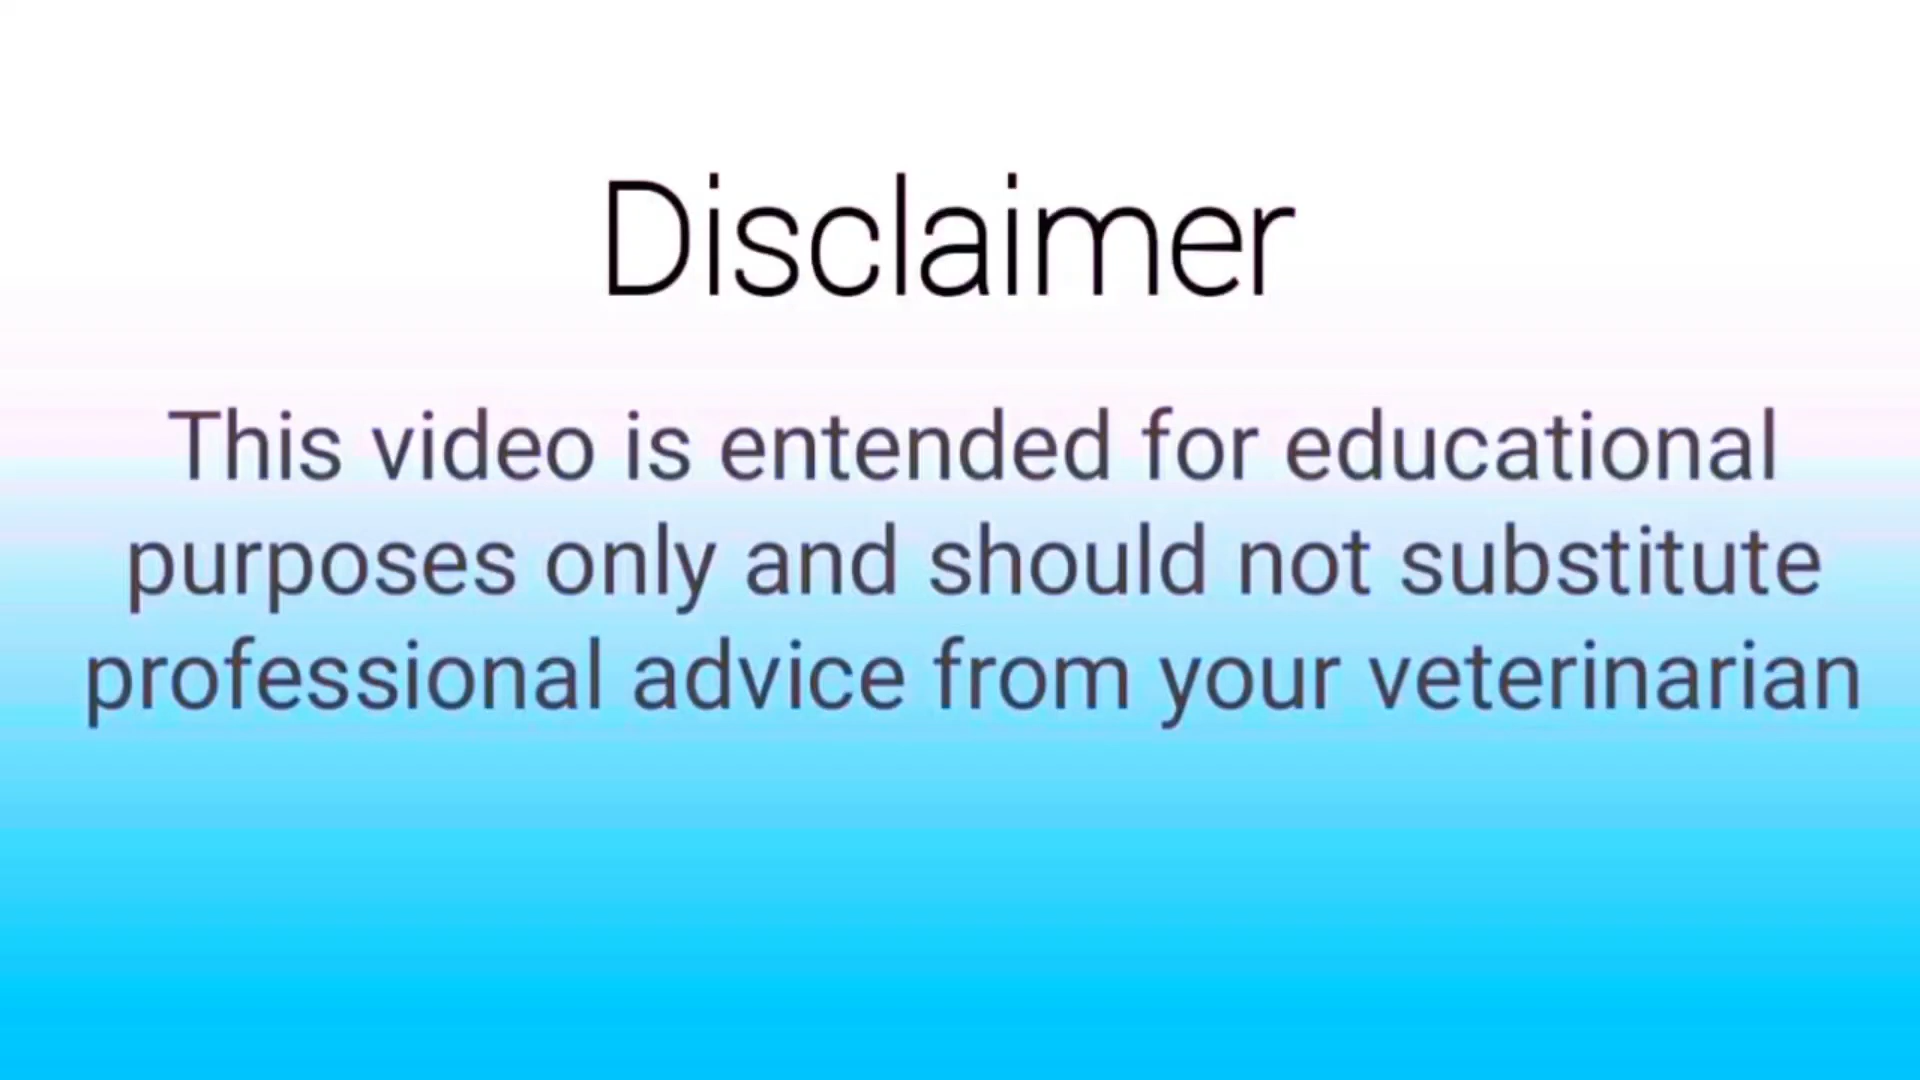 Disclaimer
This video is entended for educational
purposes only and should not substitute
professional advice from your veterinarian